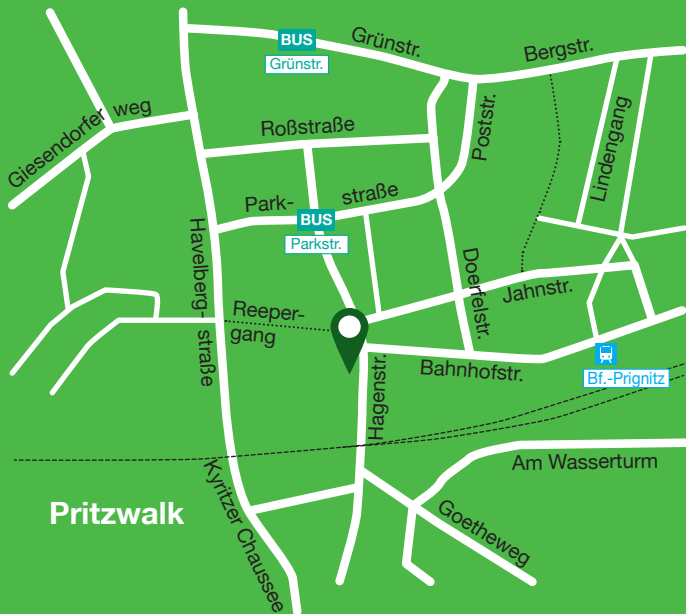 BUS
Grünstr.
Grünstr.
Bergstr.
Giesendorfer weg
Roßstraße
Poststr.
Lindengang
Park- straße
BUS
Parkstr.
Havelberg- straße
Reeper-
gang
Doerfelstr.
Jahnstr.
Hagenstr.
Bahnhofstr.
Bf.-Prignitz
Am Wasserturm
Kyritzer Chaussee
Pritzwalk
Goetheweg